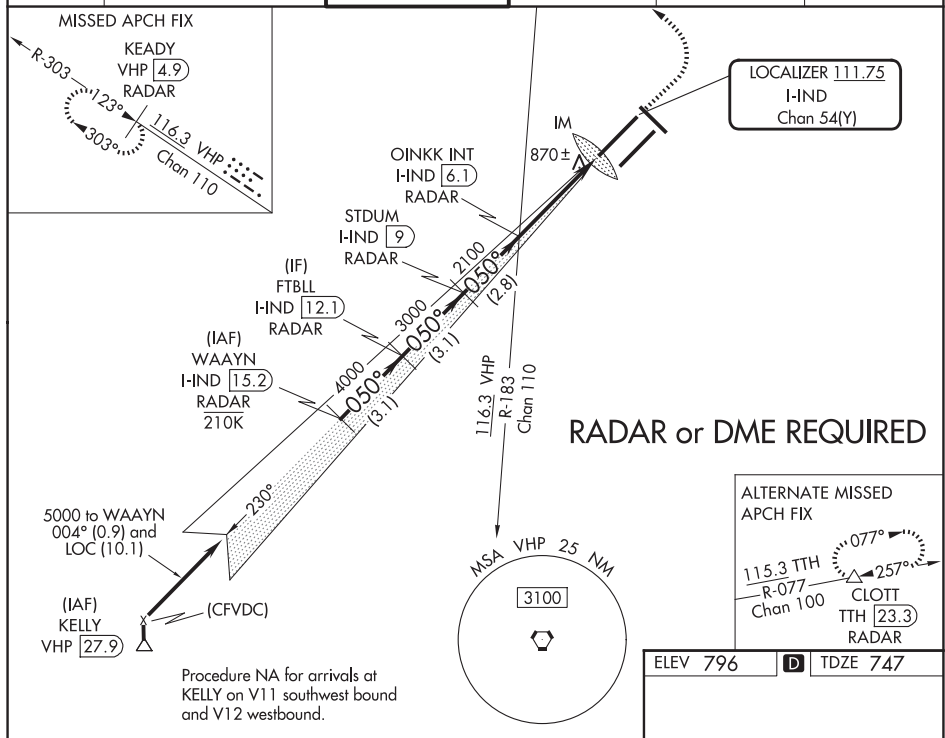 MISSED APCH FIX
KEADY
VHP 4.9
RADAR
R-303
123°
303°
116.3 VHP
Chan 110
LOCALIZER 111.75
I-IND
Chan 54(Y)
IM
870±
OINKK INT
I-IND 6.1
RADAR
STDUM
I-IND 9
RADAR
(IF)
FTBLL
I-IND 12.1
RADAR
(IAF)
WAAYN
I-IND 15.2
RADAR
210K
2100
050°
(2.8)
3000
050°
(3.1)
4000
050°
(3.1)
230°
116.3 VHP
R-183
Chan 110
RADAR or DME REQUIRED
5000 to WAAYN
004° (0.9) and
LOC (10.1)
(IAF)
KELLY
VHP 27.9
(CFVDC)
Procedure NA for arrivals at
KELLY on V11 southwest bound
and V12 westbound.
MSA VHP 25 NM
3100
ALTERNATE MISSED
APCH FIX
077°
257°
115.3 TTH
R-077
Chan 100
CLOTT
TTH 23.3
RADAR
ELEV 796 D TDZE 747